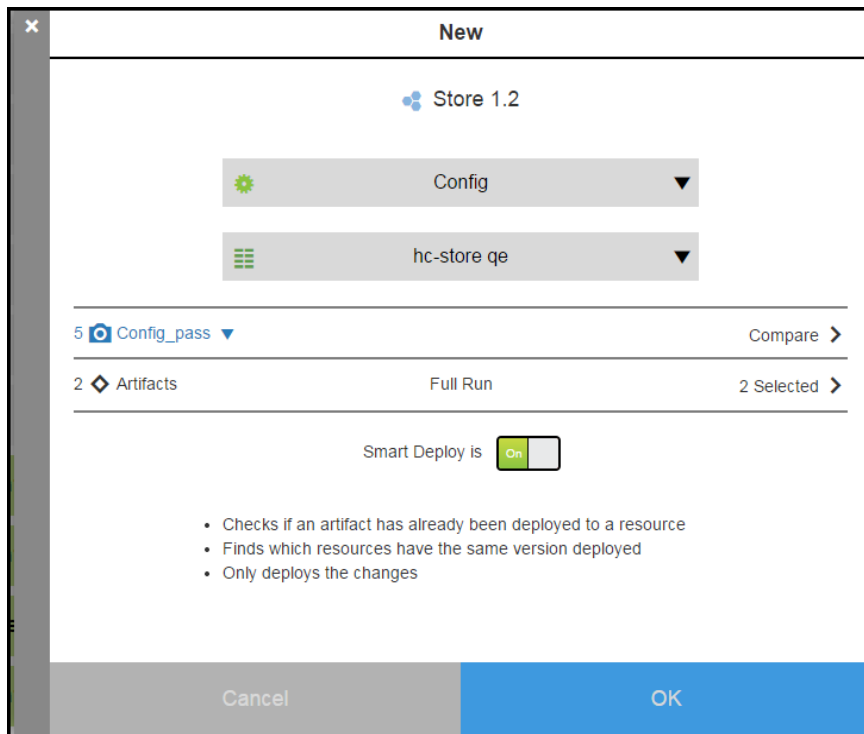 ×
New
Store 1.2
Config
hc-store qe
5 Config_pass Compare
2 Artifacts Full Run 2 Selected
Smart Deploy is On
• Checks if an artifact has already been deployed to a resource
• Finds which resources have the same version deployed
• Only deploys the changes
Cancel OK